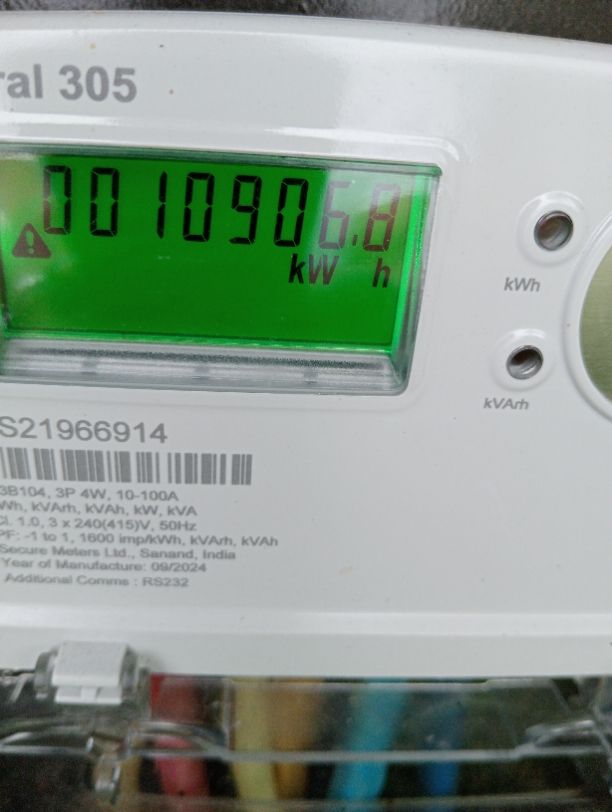 ral 305
0010906.8
kW h
kWh
kVArh
S21966914
3B104, 3P 4W, 10-100A
Wh, kVArh, kVAh, kW, kVA
Cl. 1.0, 3 x 240(415)V, 50Hz
PF: -1 to 1, 1600 imp/kWh, kVArh, kVAh
Secure Meters Ltd., Sanand, India
Year of Manufacture: 09/2024
Additional Comms : RS232